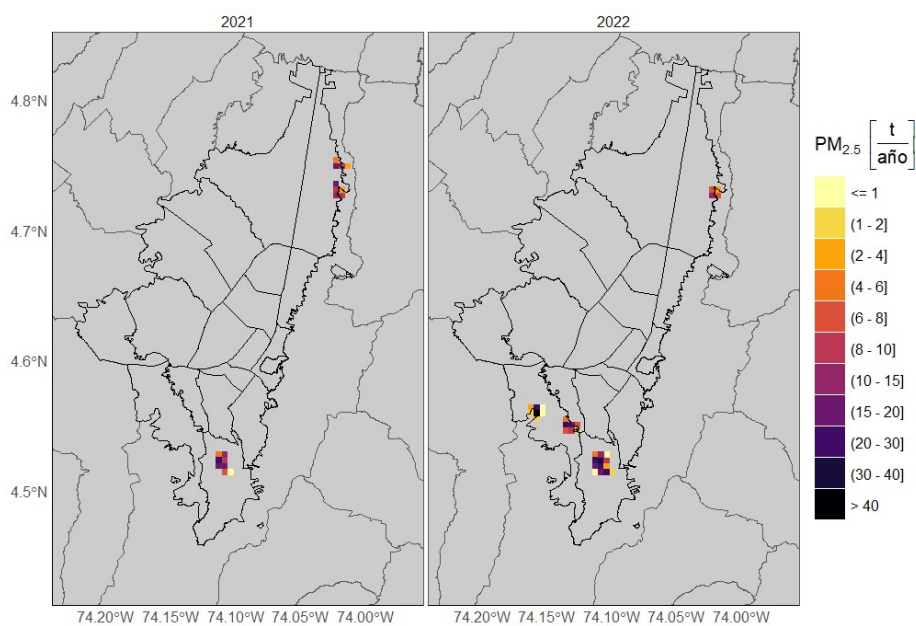 2021
2022
4.8°N
4.7°N
4.6°N
4.5°N
74.20°W 74.15°W 74.10°W 74.05°W 74.00°W
74.20°W 74.15°W 74.10°W 74.05°W 74.00°W
PM2.5 [t/año]
<= 1
(1 - 2]
(2 - 4]
(4 - 6]
(6 - 8]
(8 - 10]
(10 - 15]
(15 - 20]
(20 - 30]
(30 - 40]
> 40